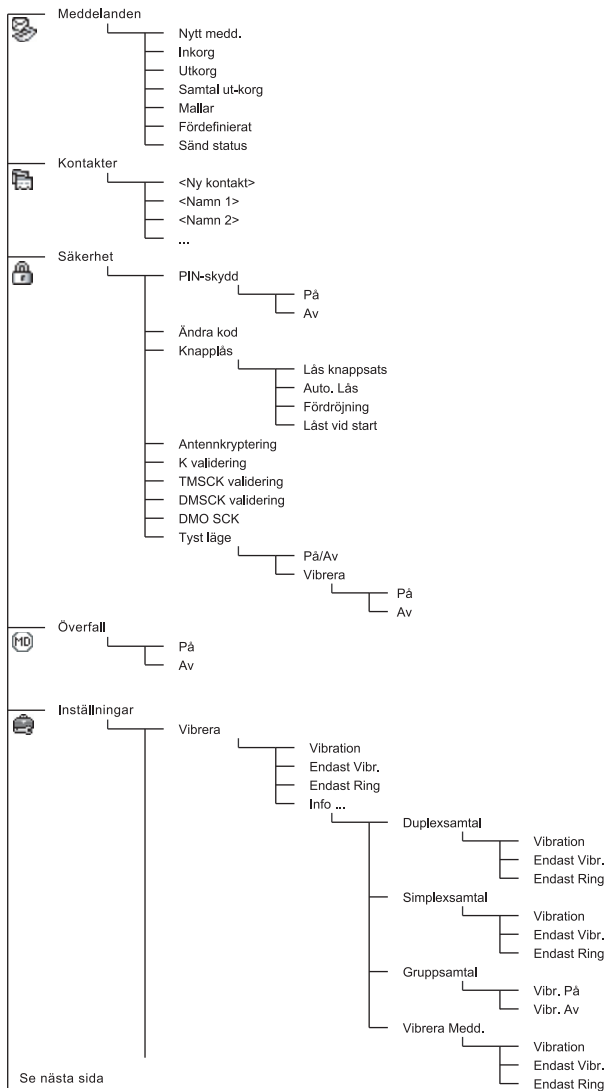 Meddelanden
Nytt medd.
Inkorg
Utkorg
Samtal ut-korg
Mallar
Fördefinierat
Sänd status
Kontakter
<Ny kontakt>
<Namn 1>
<Namn 2>
...
Säkerhet
PIN-skydd
På
Av
Ändra kod
Knapplås
Lås knappsats
Auto. Lås
Fördröjning
Låst vid start
Antennkryptering
K validering
TMSCK validering
DMSCK validering
DMO SCK
Tyst läge
På/Av
Vibrera
På
Av
Överfall
MD
På
Av
Inställningar
Vibrera
Vibration
Endast Vibr.
Endast Ring
Info ...
Duplexsamtal
Vibration
Endast Vibr.
Endast Ring
Simplexsamtal
Vibration
Endast Vibr.
Endast Ring
Gruppsamtal
Vibr. På
Vibr. Av
Vibrera Medd.
Vibration
Endast Vibr.
Endast Ring
Se nästa sida